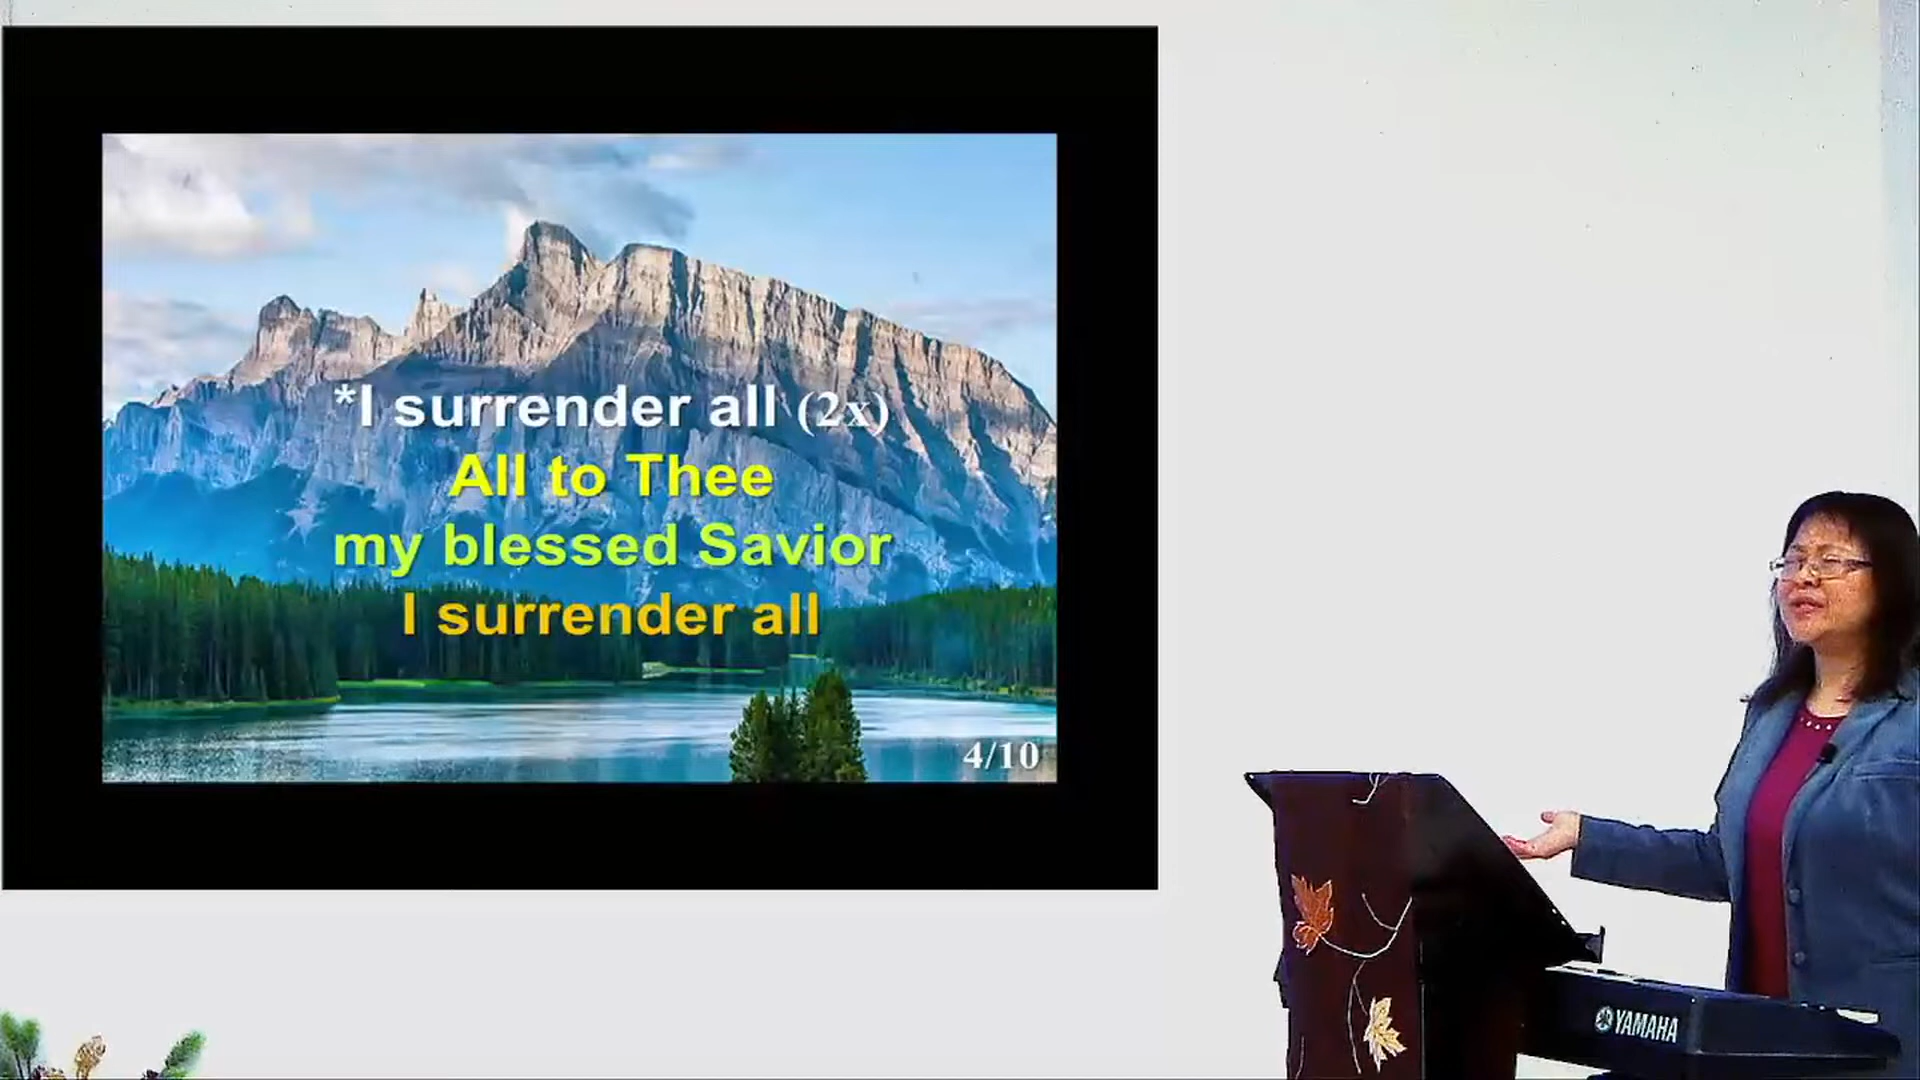 *I surrender all (2x)
All to Thee
my blessed Savior
I surrender all
4/10
YAMAHA